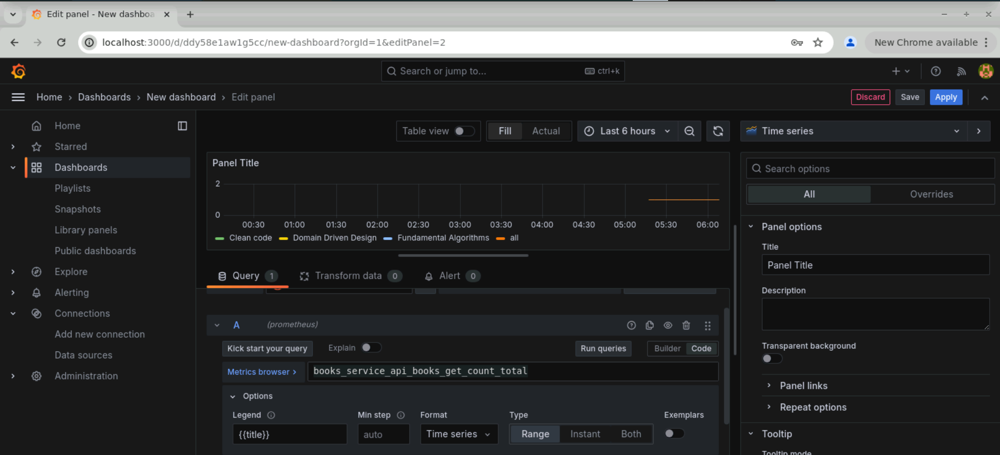 Edit panel - New dashboa
localhost:3000/d/ddy58e1aw1g5cc/new-dashboard?orgId=1&editPanel=2
New Chrome available
Search or jump to...
ctrl+k
Home › Dashboards › New dashboard › Edit panel
Discard
Save
Apply
Home
Starred
Dashboards
Playlists
Snapshots
Library panels
Public dashboards
Explore
Alerting
Connections
Add new connection
Data sources
Administration
Table view
Fill
Actual
Last 6 hours
Panel Title
2
0
00:30 01:00 01:30 02:00 02:30 03:00 03:30 04:00 04:30 05:00 05:30 06:00
Clean code Domain Driven Design Fundamental Algorithms all
Query 1
Transform data 0
Alert 0
A (prometheus)
Kick start your query
Explain
Run queries
Builder
Code
Metrics browser ›
books_service_api_books_get_count_total
Options
Legend
Min step
Format
Type
Exemplars
{{title}}
auto
Time series
Range
Instant
Both
Time series
Search options
All
Overrides
Panel options
Title
Panel Title
Description
Transparent background
Panel links
Repeat options
Tooltip
Tooltip mode